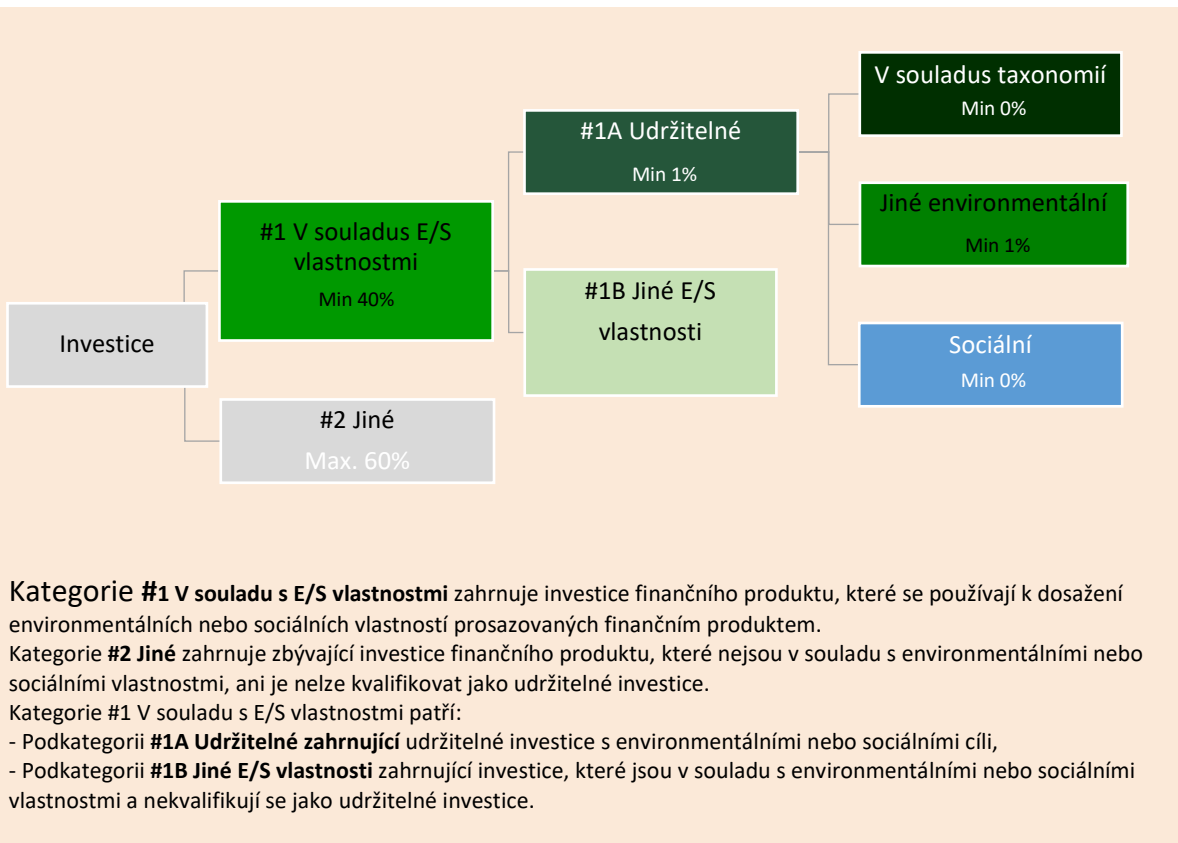 V souladus taxonomií
Min 0%
#1A Udržitelné
Min 1%
Jiné environmentální
Min 1%
#1 V souladus E/S
vlastnostmi
Min 40%
#1B Jiné E/S
vlastnosti
Investice
Sociální
Min 0%
#2 Jiné
Max. 60%
Kategorie #1 V souladu s E/S vlastnostmi zahrnuje investice finančního produktu, které se používají k dosažení
environmentálních nebo sociálních vlastností prosazovaných finančním produktem.
Kategorie #2 Jiné zahrnuje zbývající investice finančního produktu, které nejsou v souladu s environmentálními nebo
sociálními vlastnostmi, ani je nelze kvalifikovat jako udržitelné investice.
Kategorie #1 V souladu s E/S vlastnostmi patří:
- Podkategorii #1A Udržitelné zahrnující udržitelné investice s environmentálními nebo sociálními cíli,
- Podkategorii #1B Jiné E/S vlastnosti zahrnující investice, které jsou v souladu s environmentálními nebo sociálními
vlastnostmi a nekvalifikují se jako udržitelné investice.